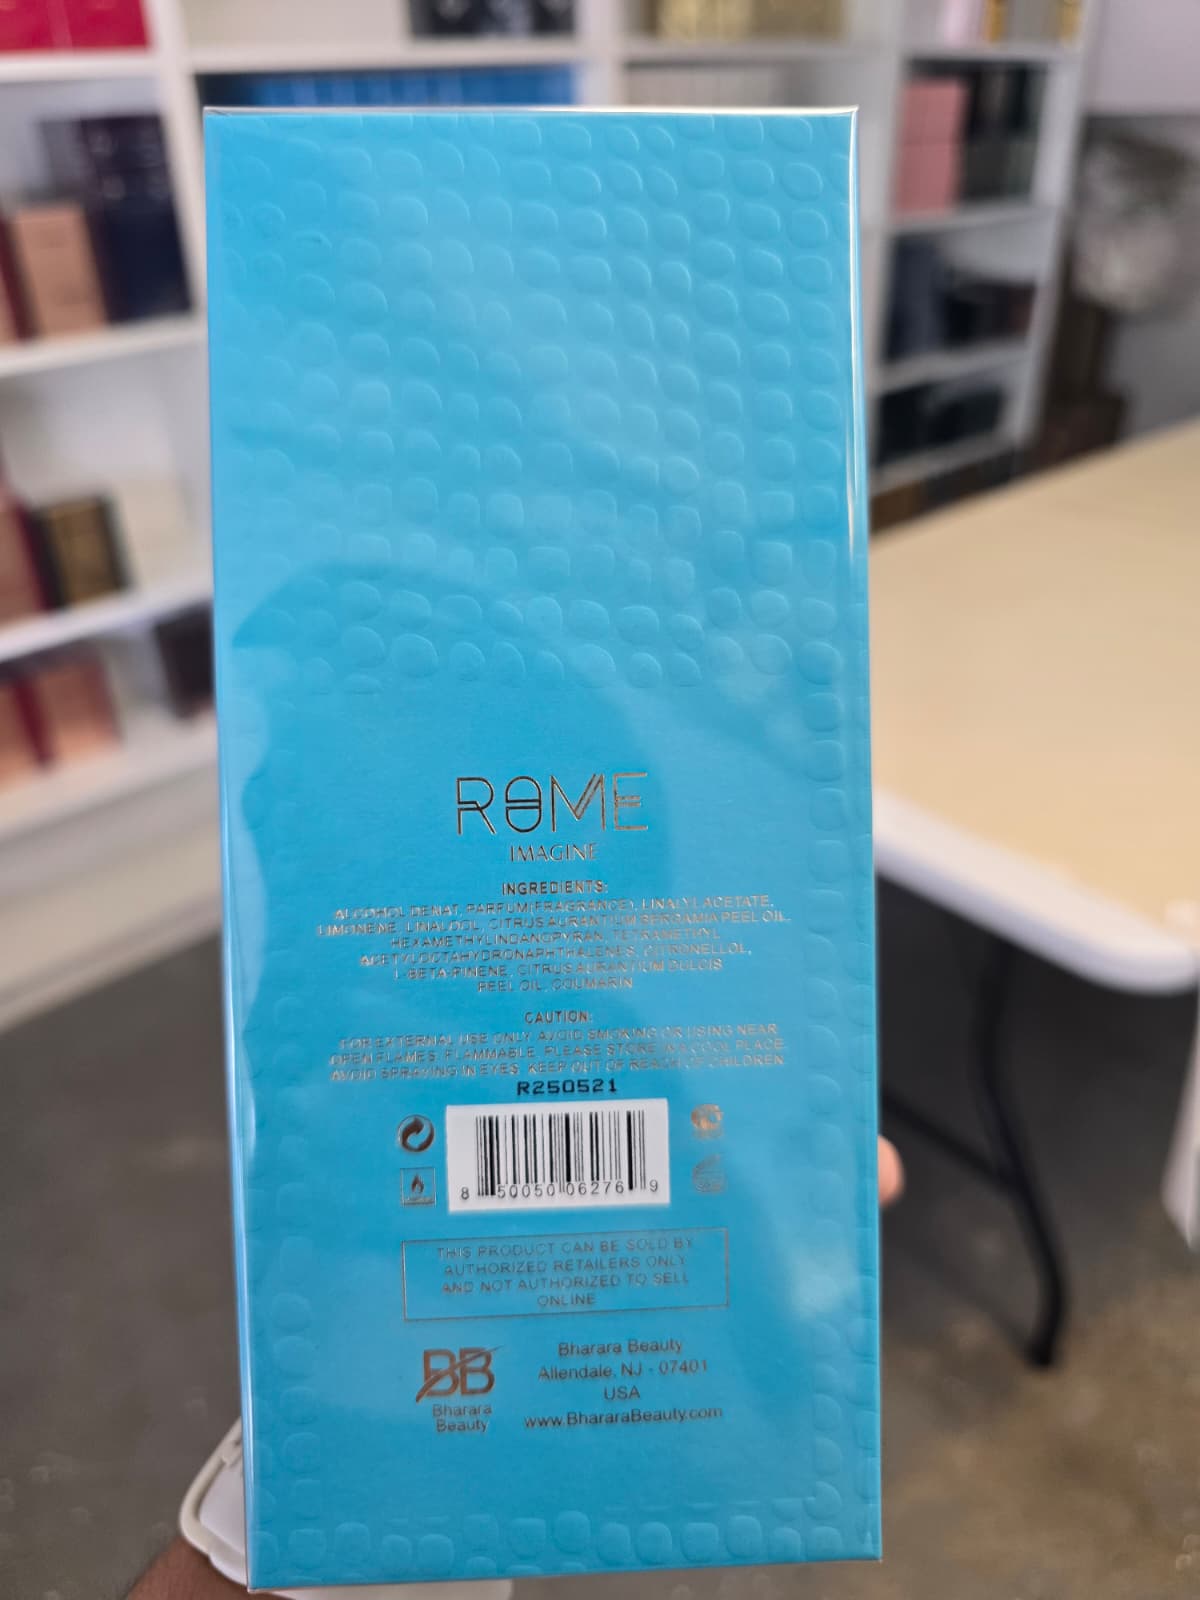 ROME
IMAGINE
INGREDIENTS:
ALCOHOL DENAT, PARFUM(FRAGRANCE), LINALYL ACETATE,
LIMONENE, LINALOOL, CITRUS AURANTIUM BERGAMIA PEEL OIL,
HEXAMETHYLINDANOPYRAN, TETRAMETHYL
ACETYLOCTAHYDRONAPHTHALENES, CITRONELLOL,
L-BETA-PINENE, CITRUS AURANTIUM DULCIS
PEEL OIL, COUMARIN
CAUTION:
FOR EXTERNAL USE ONLY. AVOID SMOKING OR USING NEAR
OPEN FLAMES. FLAMMABLE. PLEASE STORE IN A COOL PLACE.
AVOID SPRAYING IN EYES. KEEP OUT OF REACH OF CHILDREN
R250521
8 50050 06276 9
THIS PRODUCT CAN BE SOLD BY
AUTHORIZED RETAILERS ONLY
AND NOT AUTHORIZED TO SELL
ONLINE
BB
Bharara
Beauty
Bharara Beauty
Allendale, NJ - 07401
USA
www.BhararaBeauty.com